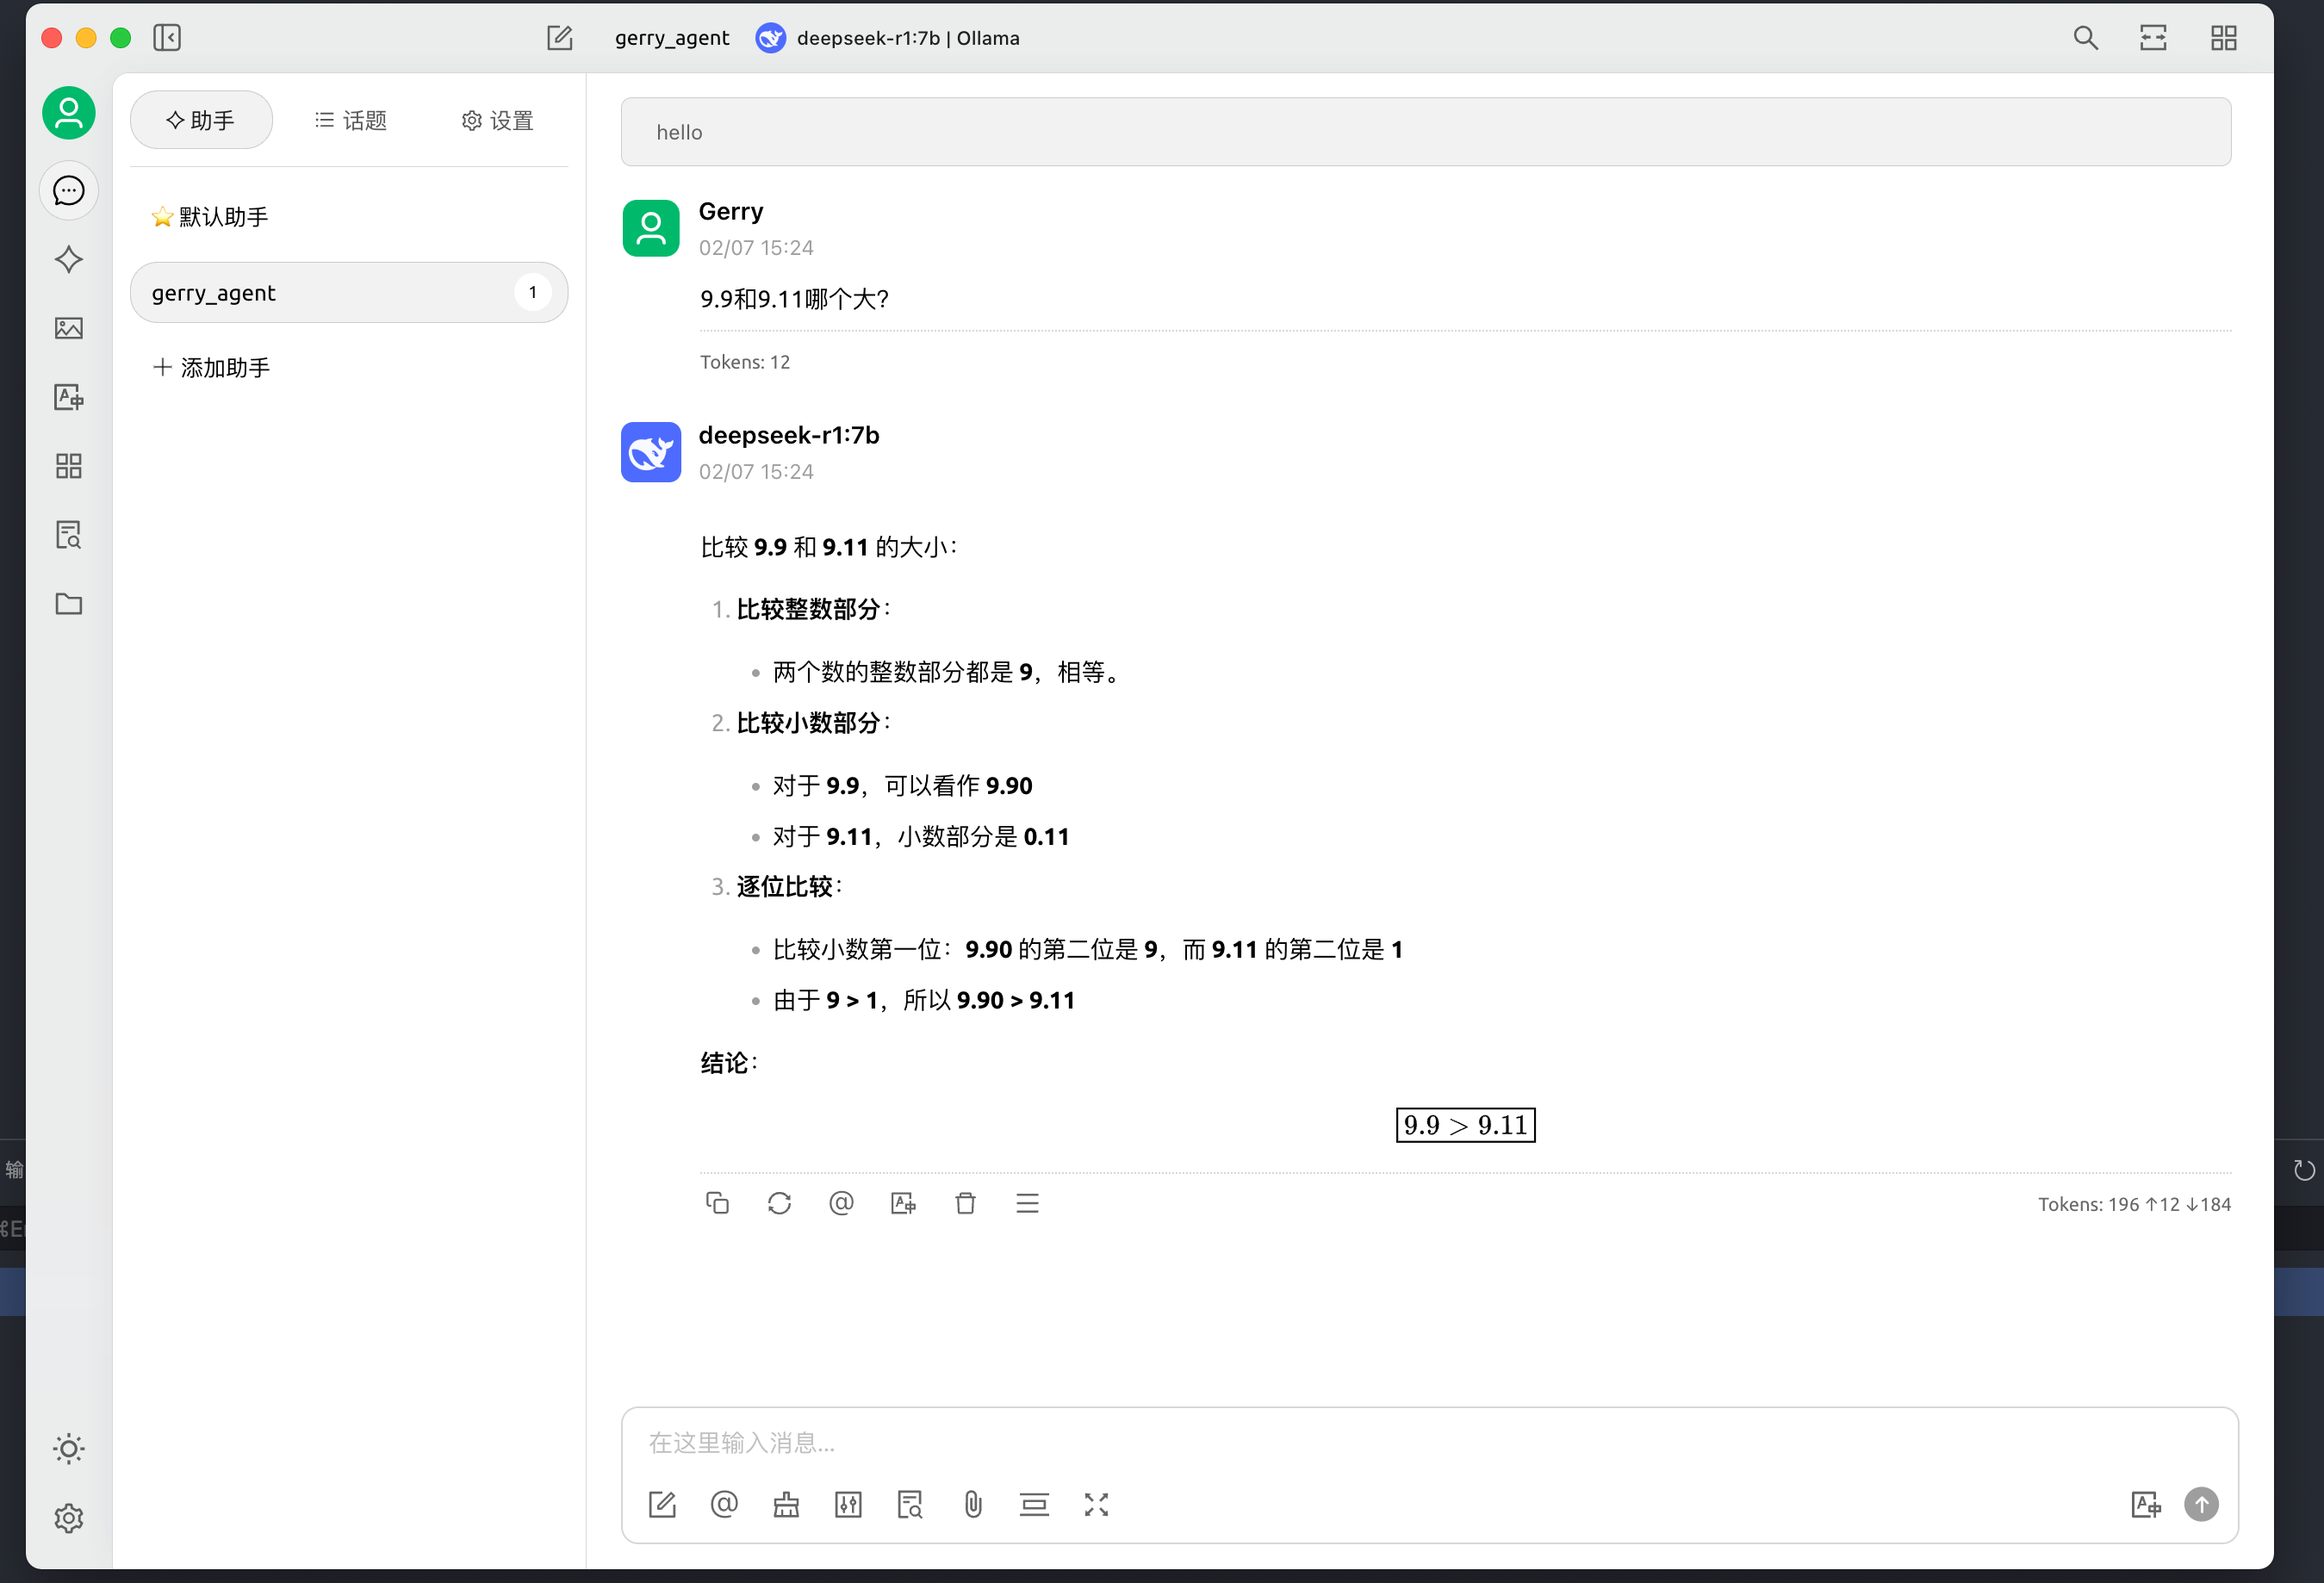 gerry_agent deepseek-r1:7b | Ollama
助手 话题 设置
⭐默认助手
gerry_agent 1
+ 添加助手
hello
Gerry
02/07 15:24
9.9和9.11哪个大?
Tokens: 12
deepseek-r1:7b
02/07 15:24
比较 9.9 和 9.11 的大小：
1. 比较整数部分：
• 两个数的整数部分都是 9，相等。
2. 比较小数部分：
• 对于 9.9，可以看作 9.90
• 对于 9.11，小数部分是 0.11
3. 逐位比较：
• 比较小数第一位：9.90 的第二位是 9，而 9.11 的第二位是 1
• 由于 9 > 1，所以 9.90 > 9.11
结论：
9.9 > 9.11
Tokens: 196 ↑12 ↓184
在这里输入消息...
输